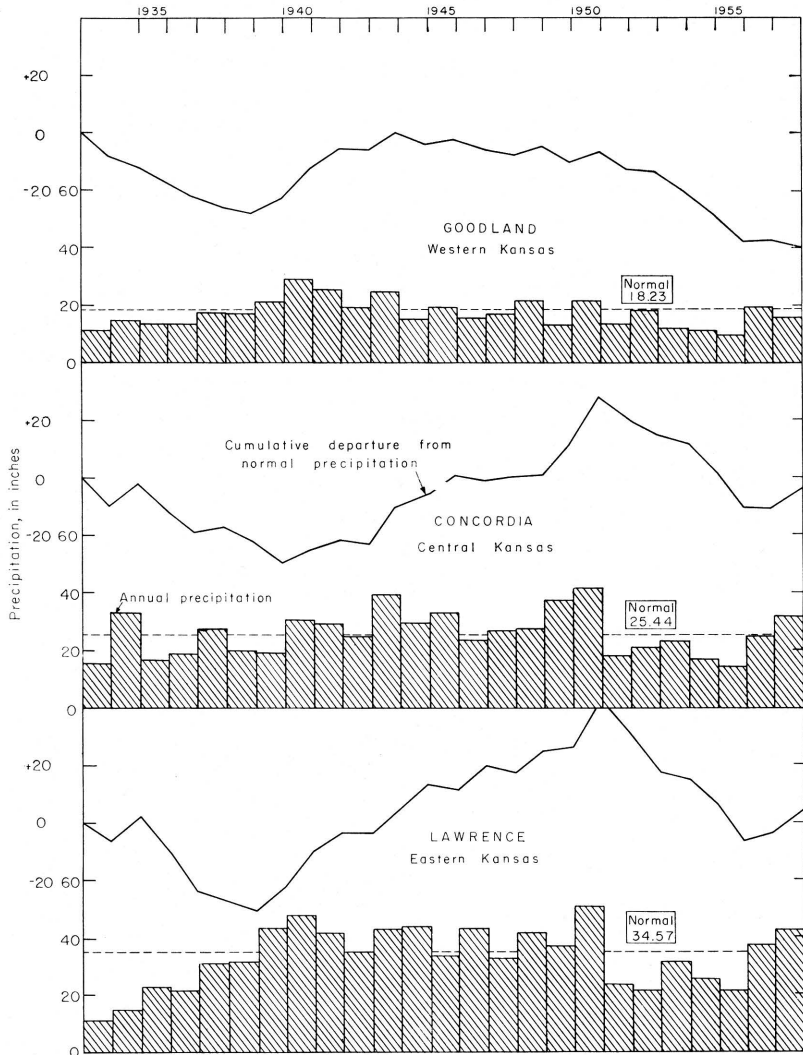 1935 1940 1945 1950 1955
+20
0
-20 60
GOODLAND
Western Kansas
40
Normal
18.23
20
0
+20
Cumulative departure from
normal precipitation
0
CONCORDIA
-20 60
Central Kansas
Precipitation, in inches
40
Annual precipitation
Normal
25.44
20
0
+20
0
LAWRENCE
Eastern Kansas
-20 60
Normal
34.57
40
20
0